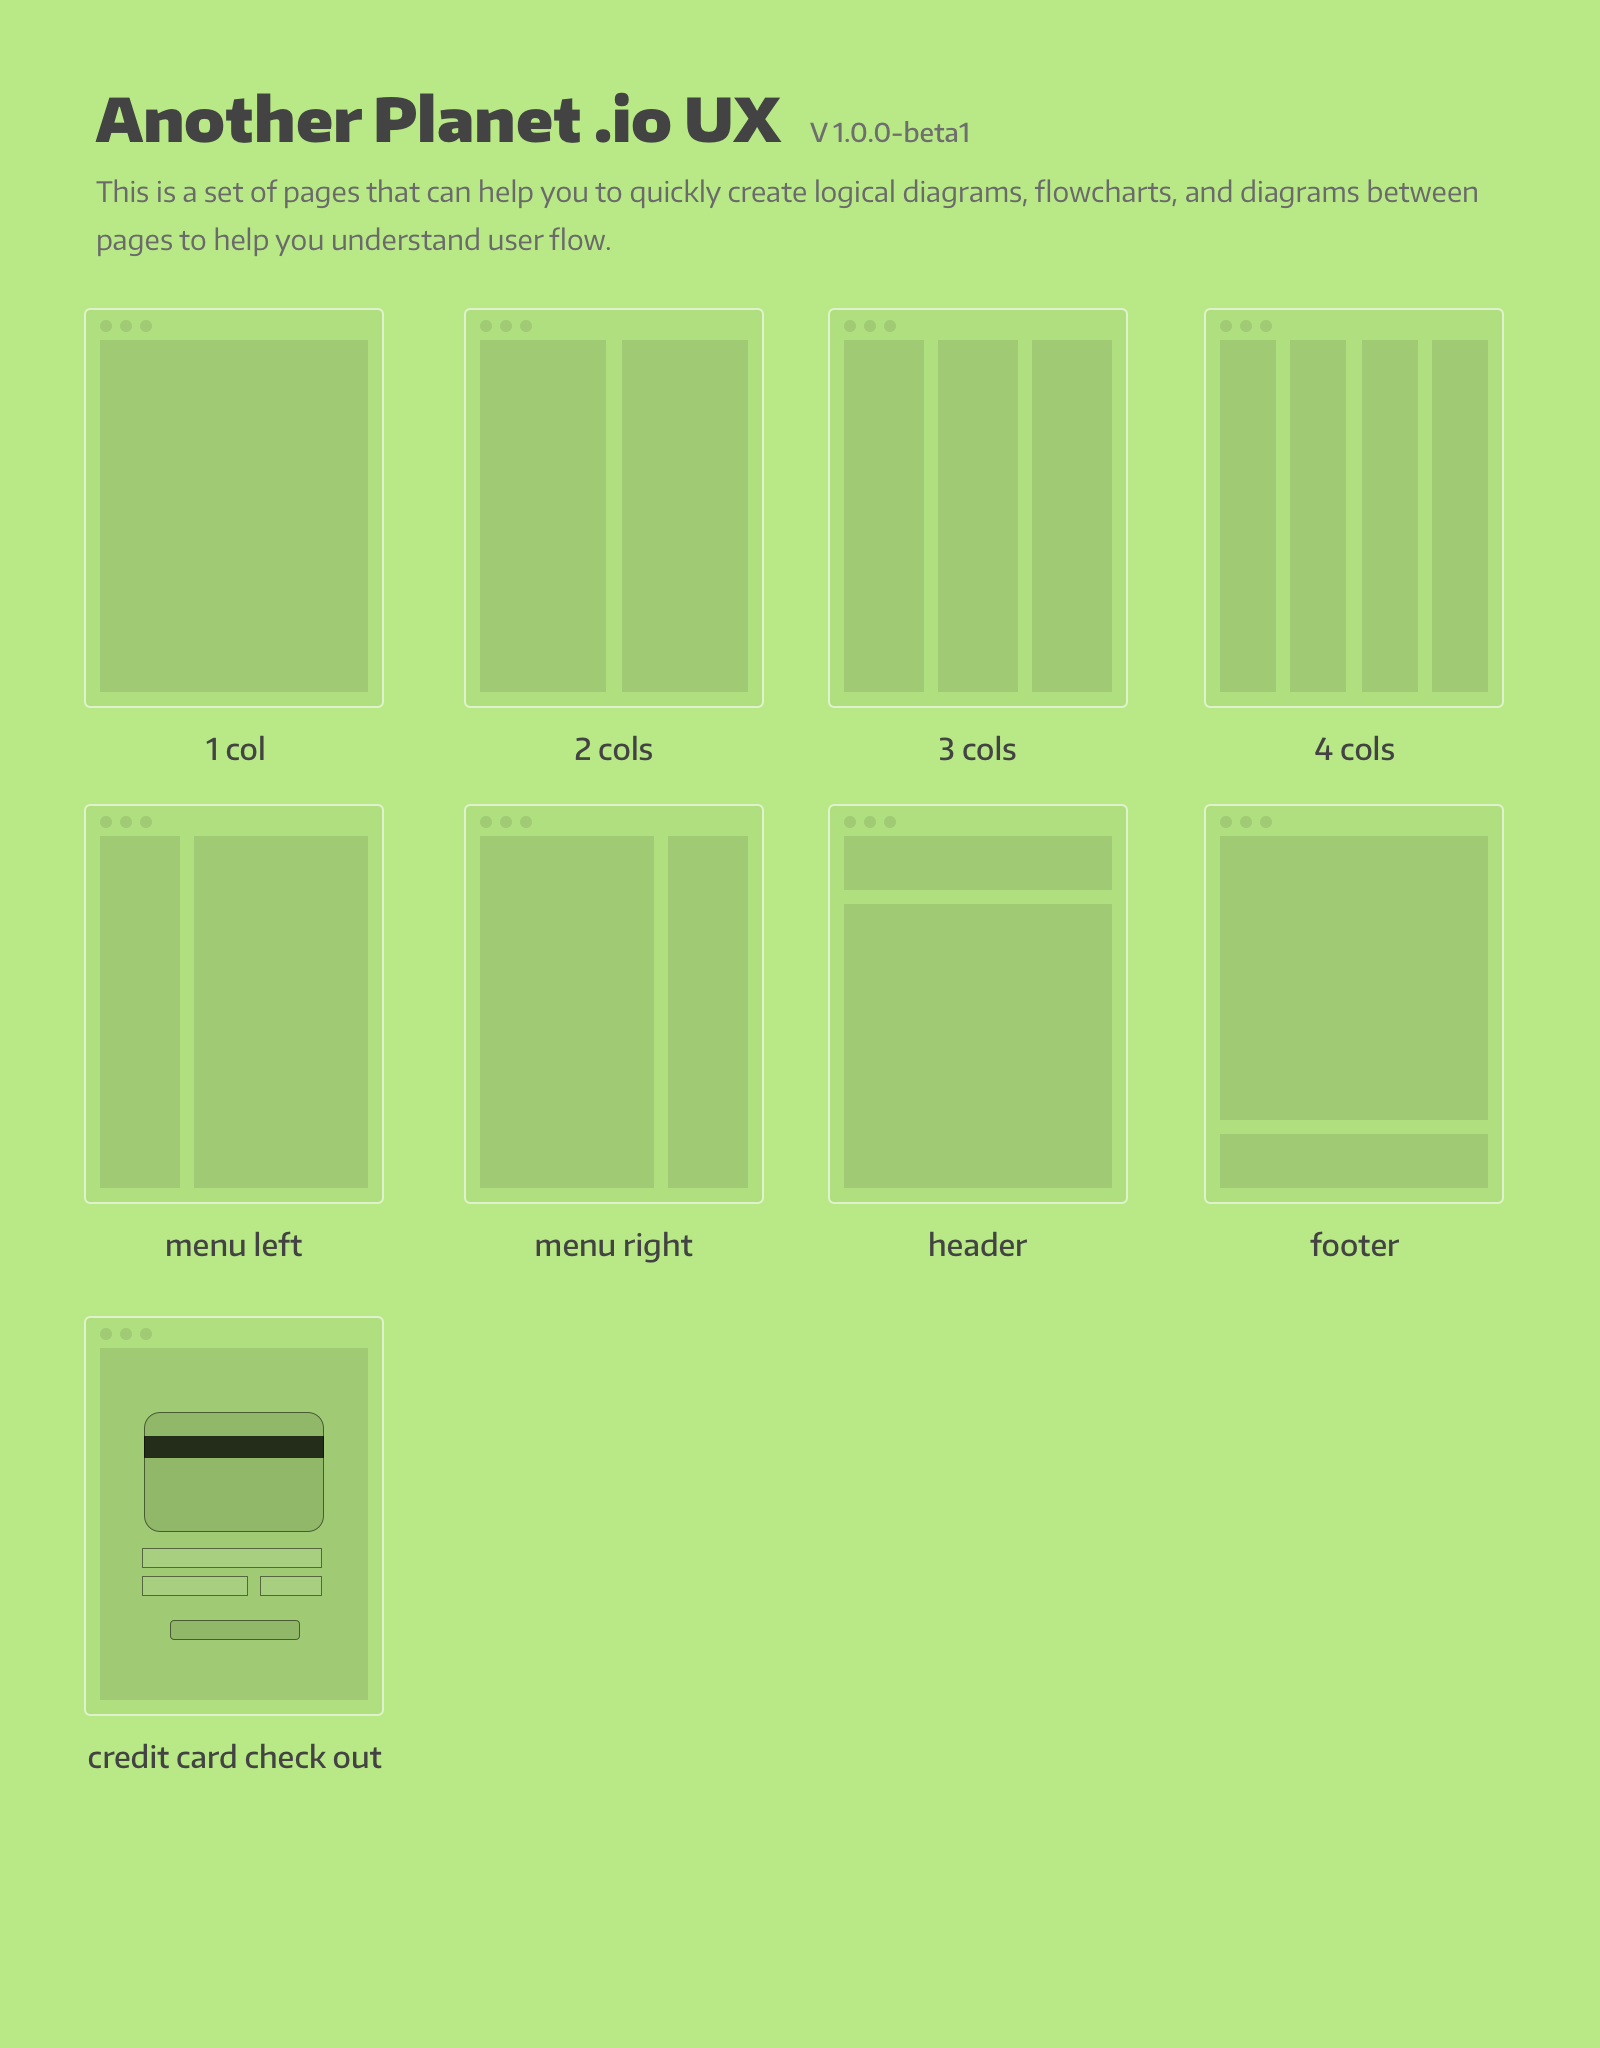 Another Planet .io UX V 1.0.0-beta1
This is a set of pages that can help you to quickly create logical diagrams, flowcharts, and diagrams between
pages to help you understand user flow.
1 col 2 cols 3 cols 4 cols
menu left menu right header footer
credit card check out